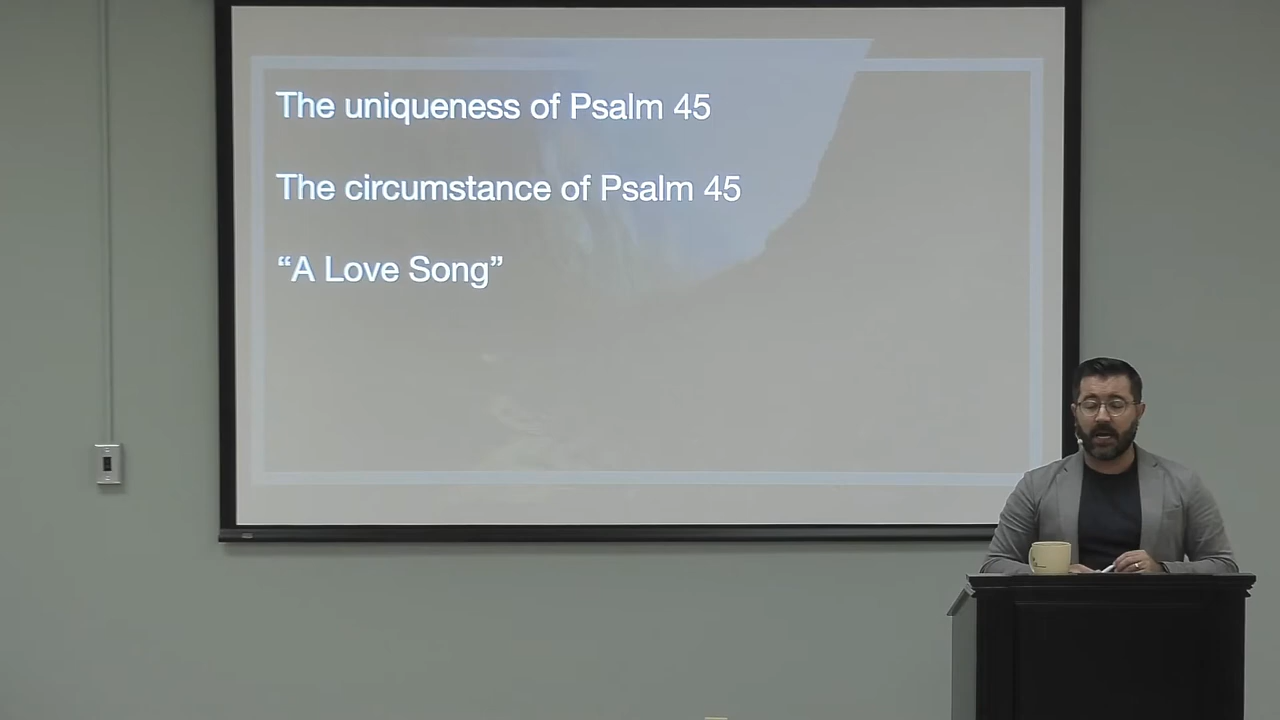 The uniqueness of Psalm 45
The circumstance of Psalm 45
“A Love Song”